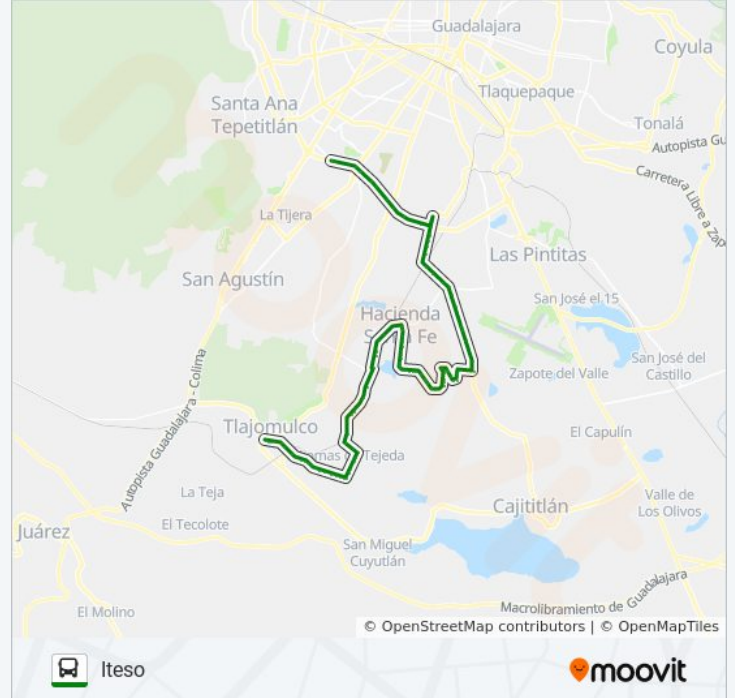 Guadalajara
Coyula
Tlaquepaque
Santa Ana
Tepetitlán
Tonalá
Autopista Gu
Carretera Libre a Zap
La Tijera
Las Pintitas
San Agustín
San José el 15
Hacienda
Santa Fe
San José del
Castillo
Zapote del Valle
Autopista Guadalajara - Colima
Tlajomulco
El Capulín
Lomas de Tejeda
La Teja
Valle de
Los Olivos
Cajititlán
El Tecolote
Juárez
San Miguel
Cuyutlán
Macrolibramiento de Guadalajara
El Molino
© OpenStreetMap contributors | © OpenMapTiles
Iteso
moovit